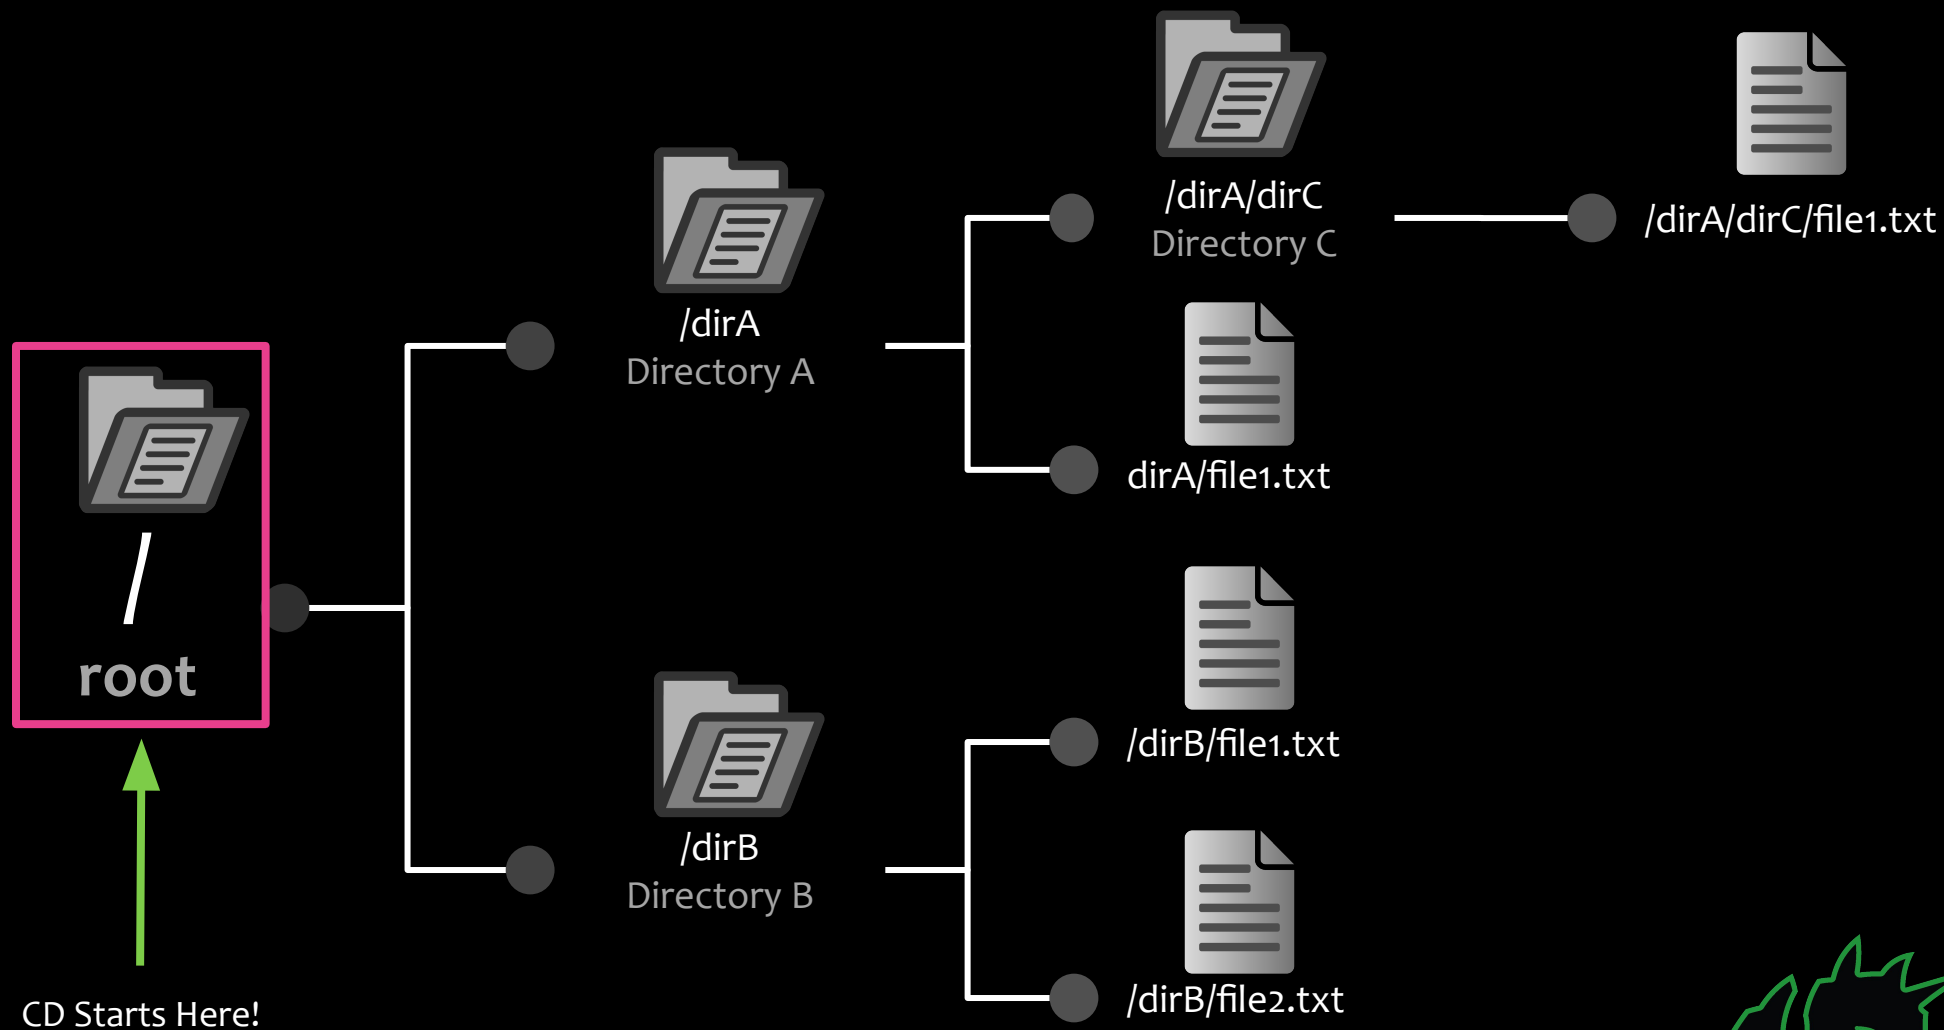 /
root
CD Starts Here!
/dirA
Directory A
/dirB
Directory B
/dirA/dirC
Directory C
dirA/file1.txt
/dirB/file1.txt
/dirB/file2.txt
/dirA/dirC/file1.txt